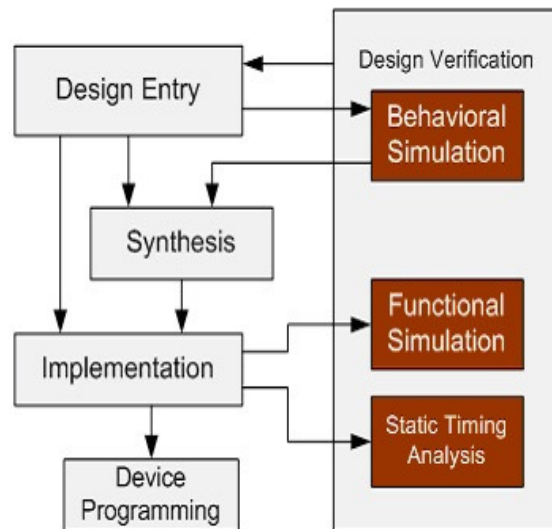 Design Entry
Synthesis
Implementation
Device
Programming
Design Verification
Behavioral
Simulation
Functional
Simulation
Static Timing
Analysis